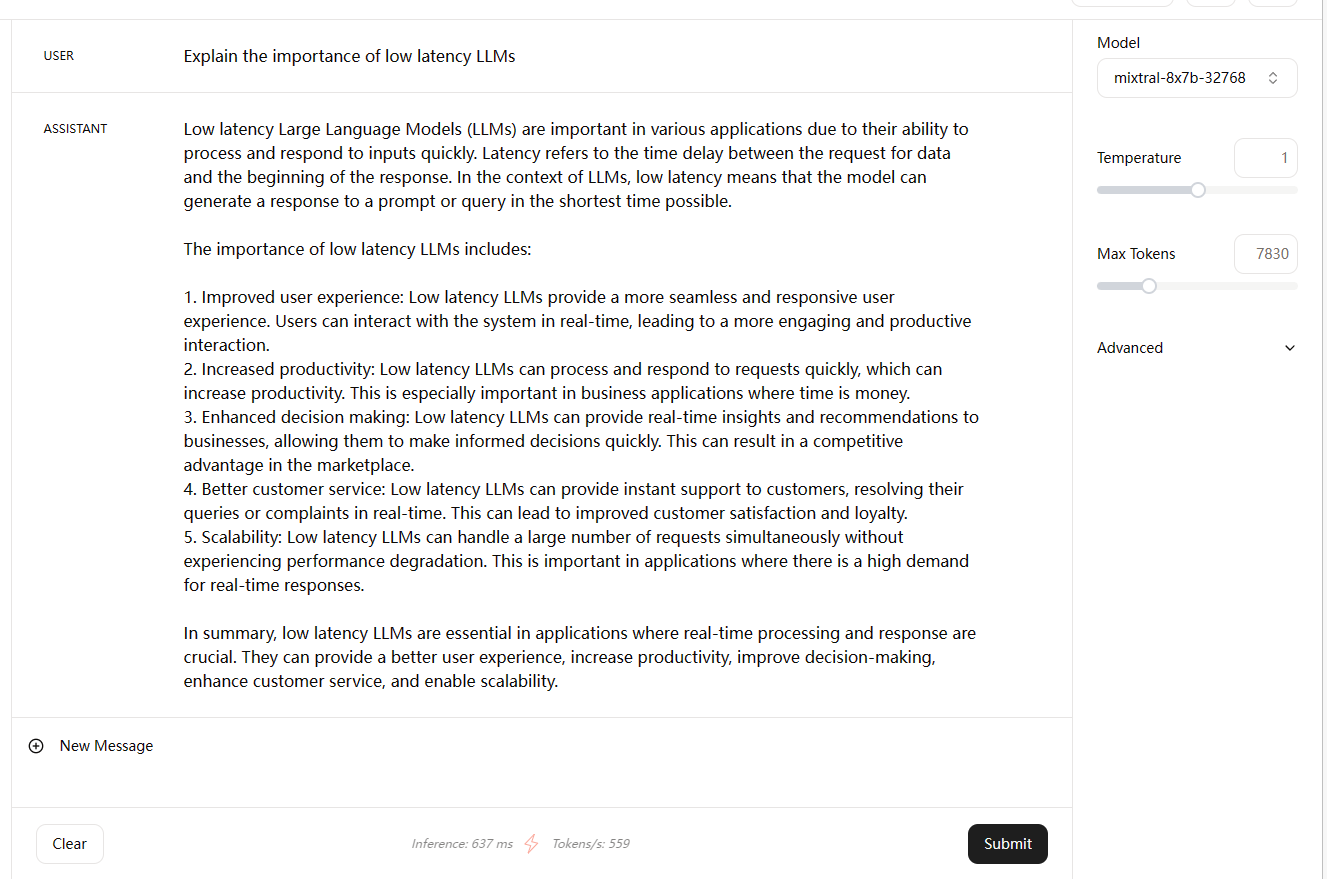 USER
Explain the importance of low latency LLMs
ASSISTANT
Low latency Large Language Models (LLMs) are important in various applications due to their ability to
process and respond to inputs quickly. Latency refers to the time delay between the request for data
and the beginning of the response. In the context of LLMs, low latency means that the model can
generate a response to a prompt or query in the shortest time possible.
The importance of low latency LLMs includes:
1. Improved user experience: Low latency LLMs provide a more seamless and responsive user
experience. Users can interact with the system in real-time, leading to a more engaging and productive
interaction.
2. Increased productivity: Low latency LLMs can process and respond to requests quickly, which can
increase productivity. This is especially important in business applications where time is money.
3. Enhanced decision making: Low latency LLMs can provide real-time insights and recommendations to
businesses, allowing them to make informed decisions quickly. This can result in a competitive
advantage in the marketplace.
4. Better customer service: Low latency LLMs can provide instant support to customers, resolving their
queries or complaints in real-time. This can lead to improved customer satisfaction and loyalty.
5. Scalability: Low latency LLMs can handle a large number of requests simultaneously without
experiencing performance degradation. This is important in applications where there is a high demand
for real-time responses.
In summary, low latency LLMs are essential in applications where real-time processing and response are
crucial. They can provide a better user experience, increase productivity, improve decision-making,
enhance customer service, and enable scalability.
New Message
Clear
Inference: 637 ms
Tokens/s: 559
Submit
Model
mixtral-8x7b-32768
Temperature
1
Max Tokens
7830
Advanced